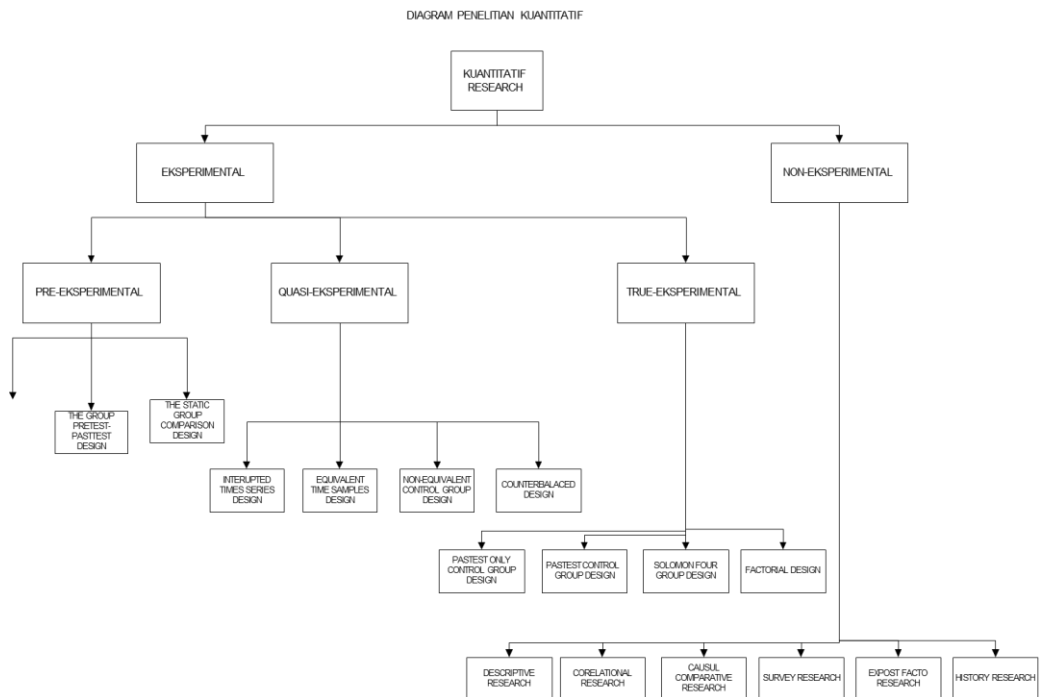 DIAGRAM PENELITIAN KUANTITATIF
KUANTITATIF
RESEARCH
EKSPERIMENTAL
NON-EKSPERIMENTAL
PRE-EKSPERIMENTAL
QUASI-EKSPERIMENTAL
TRUE-EKSPERIMENTAL
THE GROUP
PRETEST-
PASTTEST
DESIGN
THE STATIC
GROUP
COMPARISON
DESIGN
INTERUPTED
TIMES SERIES
DESIGN
EQUIVALENT
TIME SAMPLES
DESIGN
NON-EQUIVALENT
CONTROL GROUP
DESIGN
COUNTERBALACED
DESIGN
PASTEST ONLY
CONTROL GROUP
DESIGN
PASTEST CONTROL
GROUP DESIGN
SOLOMON FOUR
GROUP DESIGN
FACTORIAL DESIGN
DESCRIPTIVE
RESEARCH
CORELATIONAL
RESEARCH
CAUSUL
COMPARATIVE
RESEARCH
SURVEY RESEARCH
EXPOST FACTO
RESEARCH
HISTORY RESEARCH